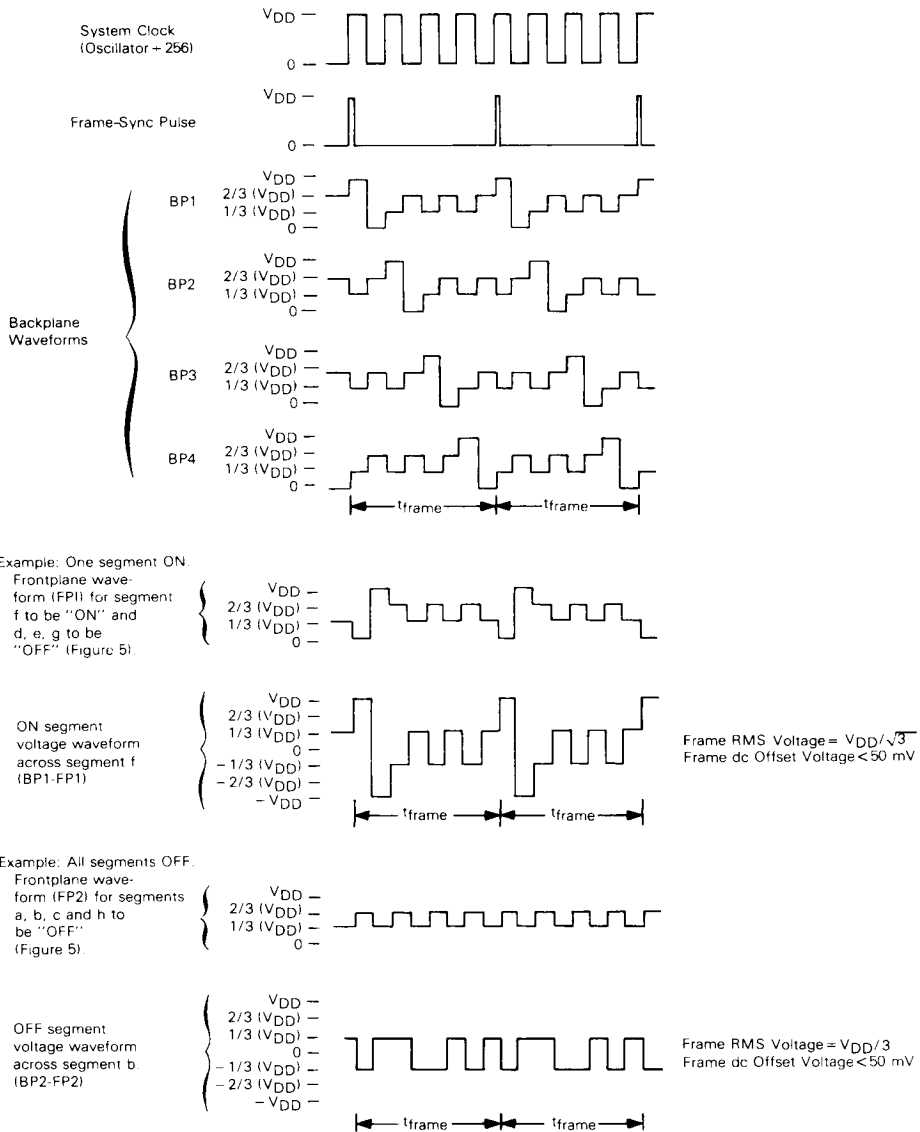 System Clock
(Oscillator ÷ 256)
VDD
0
Frame-Sync Pulse
VDD
0
Backplane
Waveforms
BP1
VDD
2/3 (VDD)
1/3 (VDD)
0
BP2
VDD
2/3 (VDD)
1/3 (VDD)
0
BP3
VDD
2/3 (VDD)
1/3 (VDD)
0
BP4
VDD
2/3 (VDD)
1/3 (VDD)
0
tframe
tframe
Example: One segment ON.
Frontplane wave-
form (FPI) for segment
f to be "ON" and
d, e, g to be
"OFF" (Figure 5).
VDD
2/3 (VDD)
1/3 (VDD)
0
ON segment
voltage waveform
across segment f
(BP1-FP1)
VDD
2/3 (VDD)
1/3 (VDD)
0
-1/3 (VDD)
-2/3 (VDD)
-VDD
Frame RMS Voltage = VDD/√3
Frame dc Offset Voltage<50 mV
tframe
tframe
Example: All segments OFF.
Frontplane wave-
form (FP2) for segments
a, b, c and h to
be "OFF"
(Figure 5).
VDD
2/3 (VDD)
1/3 (VDD)
0
OFF segment
voltage waveform
across segment b.
(BP2-FP2)
VDD
2/3 (VDD)
1/3 (VDD)
0
-1/3 (VDD)
-2/3 (VDD)
-VDD
Frame RMS Voltage = VDD/3
Frame dc Offset Voltage<50 mV
tframe
tframe